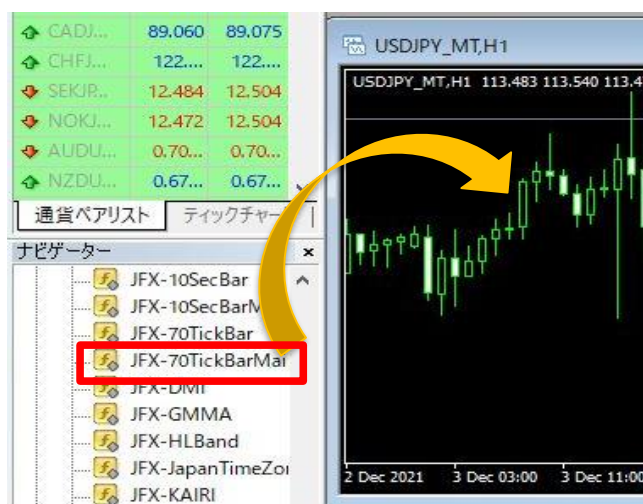 CADJ... 89.060 89.075
CHFJ... 122.... 122....
SEKJP... 12.484 12.504
NOKJ... 12.472 12.504
AUDU... 0.70... 0.70...
NZDU... 0.67... 0.67...
通貨ペアリスト ティックチャー
ナビゲーター
JFX-10SecBar
JFX-10SecBarM
JFX-70TickBar
JFX-70TickBarMai
JFX-DMI
JFX-GMMA
JFX-HLBand
JFX-JapanTimeZo
JFX-KAIRI
USDJPY_MT,H1
USDJPY_MT,H1 113.483 113.540 113.4
2 Dec 2021 3 Dec 03:00 3 Dec 11:00